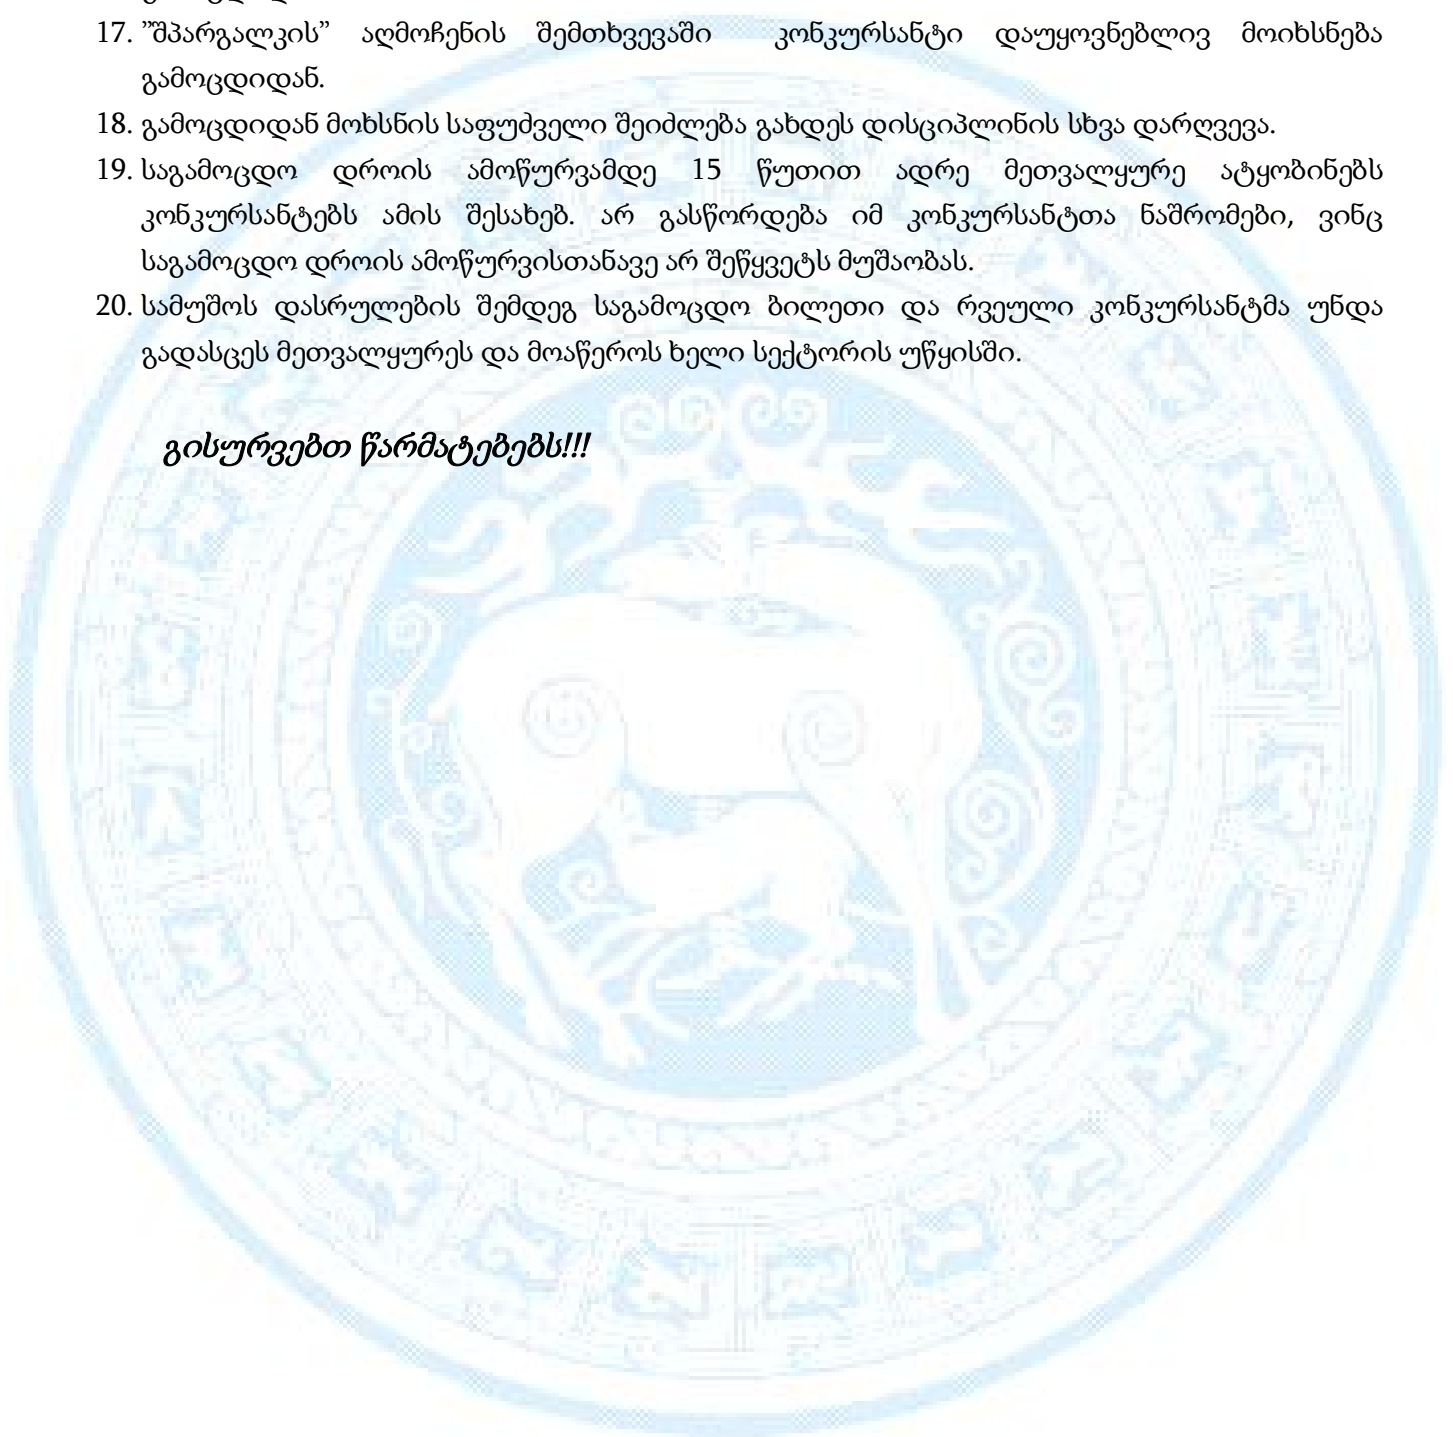 17. ”შპარგალკის” აღმოჩენის შემთხვევაში კონკურსანტი დაუყოვნებლივ მოიხსნება
გამოცდიდან.
18. გამოცდიდან მოხსნის საფუძველი შეიძლება გახდეს დისციპლინის სხვა დარღვევა.
19. საგამოცდო დროის ამოწურვამდე 15 წუთით ადრე მეთვალყურე ატყობინებს
კონკურსანტებს ამის შესახებ. არ გასწორდება იმ კონკურსანტთა ნაშრომები, ვინც
საგამოცდო დროის ამოწურვისთანავე არ შეწყვეტს მუშაობას.
20. სამუშოს დასრულების შემდეგ საგამოცდო ბილეთი და რვეული კონკურსანტმა უნდა
გადასცეს მეთვალყურეს და მოაწეროს ხელი სექტორის უწყისში.
გისურვებთ წარმატებებს!!!